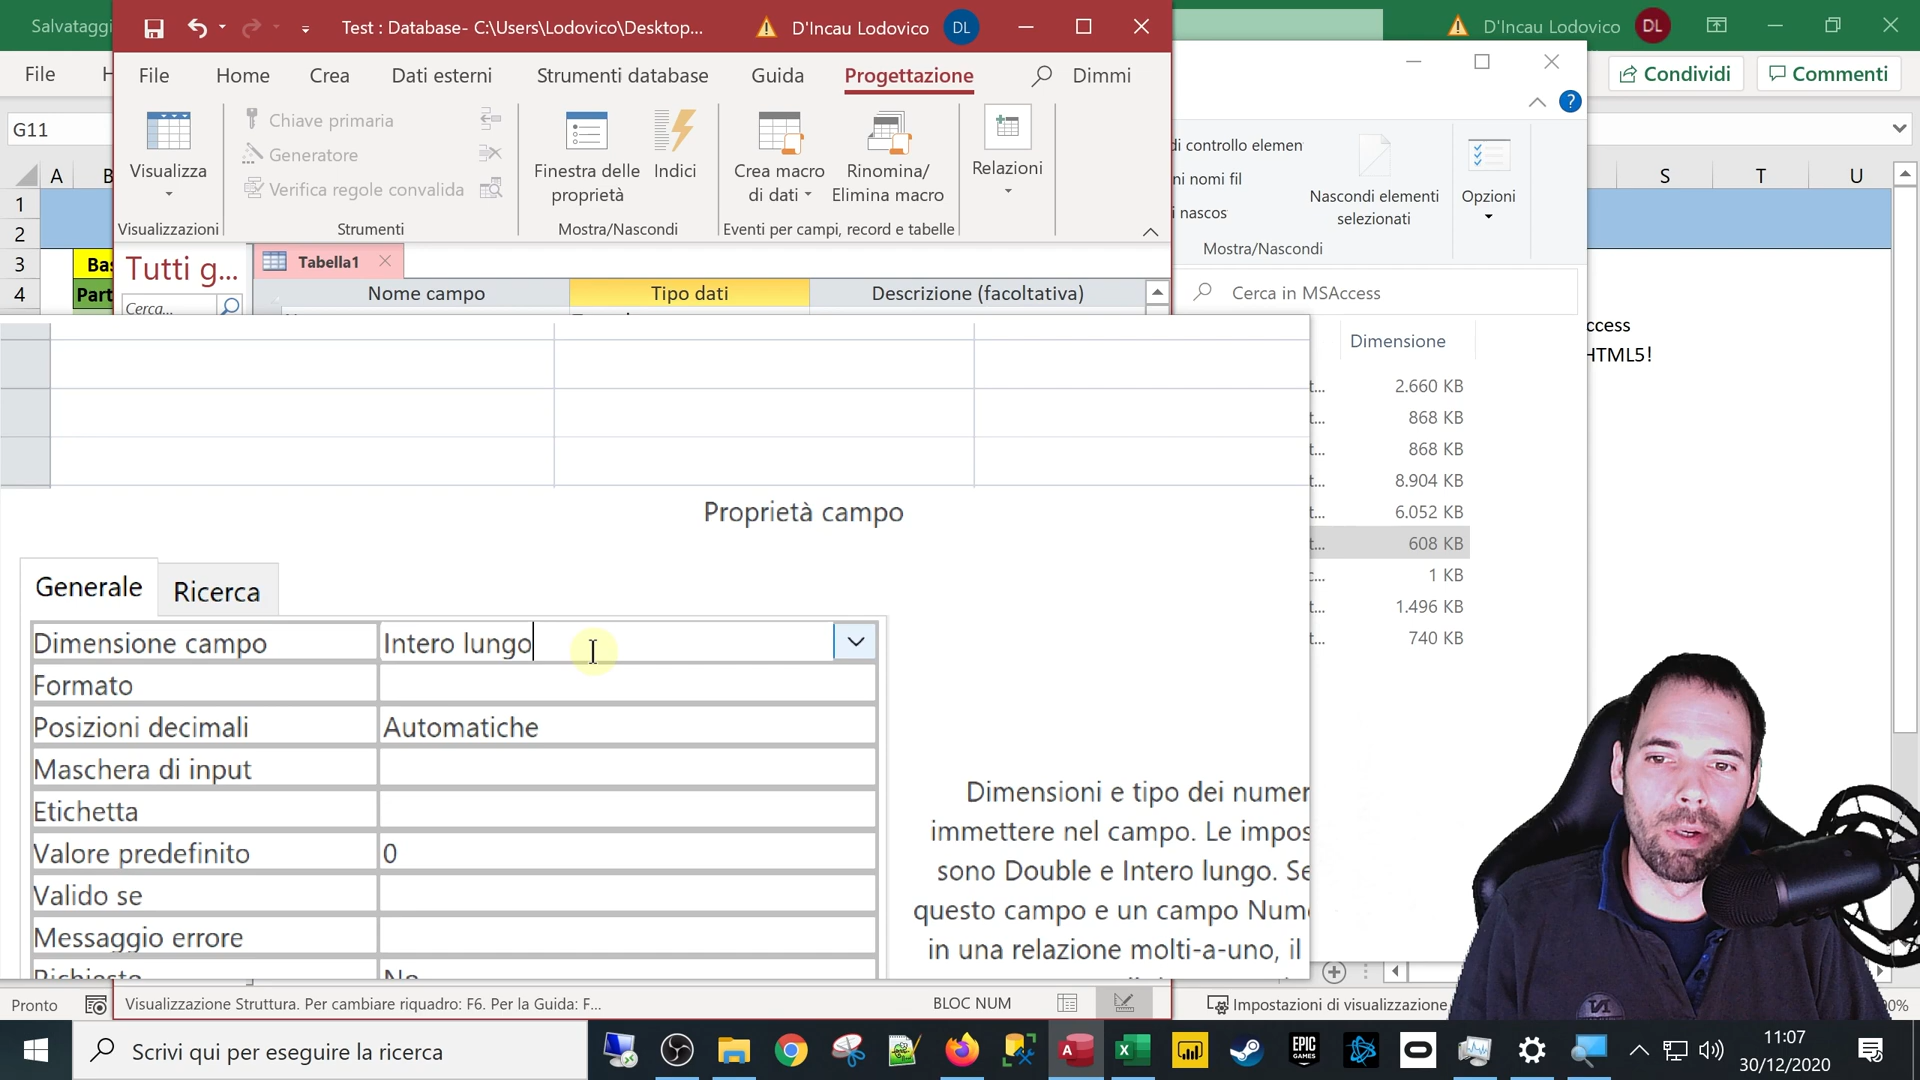 Salvataggi
Test : Database- C:\Users\Lodovico\Desktop...
D'Incau Lodovico
DL
D'Incau Lodovico
DL
File
H
File
Home
Crea
Dati esterni
Strumenti database
Guida
Progettazione
Dimmi
Condividi
Commenti
G11
Visualizza
Chiave primaria
Generatore
Verifica regole convalida
Finestra delle
proprietà
Indici
Crea macro
di dati
Rinomina/
Elimina macro
Relazioni
Visualizzazioni
Strumenti
Mostra/Nascondi
Eventi per campi, record e tabelle
di controllo elemen
ni nomi fil
i nascos
Nascondi elementi
selezionati
Opzioni
Mostra/Nascondi
A
B
S
T
U
1
2
3
4
Bas
Part
Tutti g...
Cerca...
Tabella1
Nome campo
Tipo dati
Descrizione (facoltativa)
Cerca in MSAccess
ccess
HTML5!
Dimensione
t...
2.660 KB
t...
868 KB
t...
868 KB
t...
8.904 KB
t...
6.052 KB
t...
608 KB
c...
1 KB
t...
1.496 KB
t...
740 KB
Proprietà campo
Generale
Ricerca
Dimensione campo
Intero lungo
Formato
Posizioni decimali
Automatiche
Maschera di input
Etichetta
Valore predefinito
0
Valido se
Messaggio errore
Richiesto
No
Dimensioni e tipo dei numer
immettere nel campo. Le impos
sono Double e Intero lungo. Se
questo campo e un campo Nume
in una relazione molti-a-uno, il
Pronto
Visualizzazione Struttura. Per cambiare riquadro: F6. Per la Guida: F...
BLOC NUM
Impostazioni di visualizzazione
00%
Scrivi qui per eseguire la ricerca
EPIC
GAMES
11:07
30/12/2020